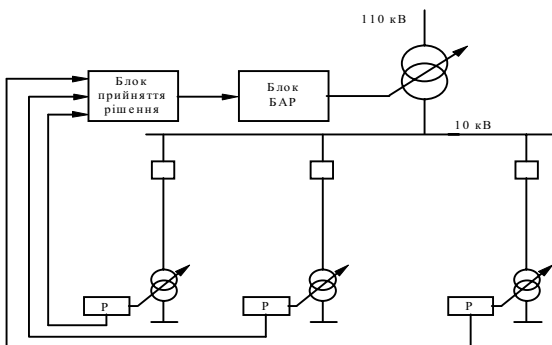 110 кВ
Блок
прийняття
рішення
Блок
БАР
10 кВ
Р
Р
Р